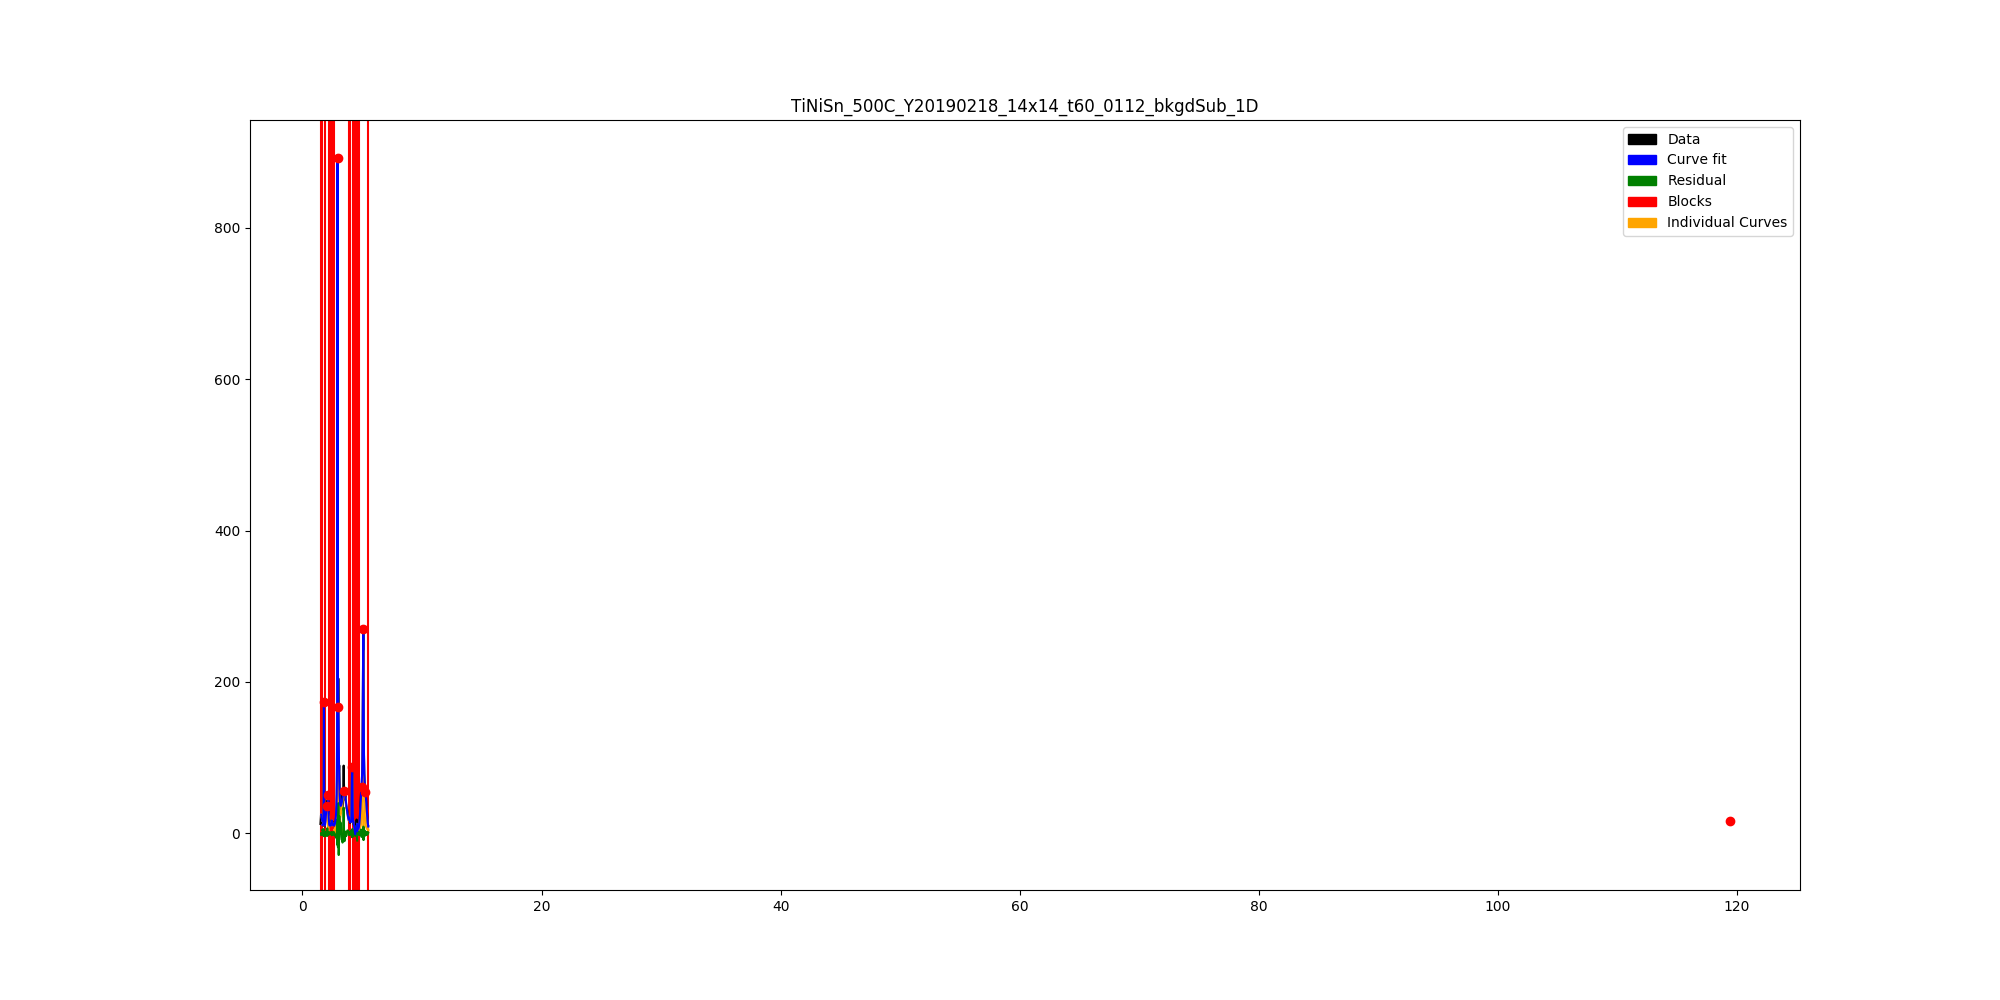 TiNiSn_500C_Y20190218_14x14_t60_0112_bkgdSub_1D
Data
Curve fit
Residual
Blocks
Individual Curves
800
600
400
200
0
0 20 40 60 80 100 120